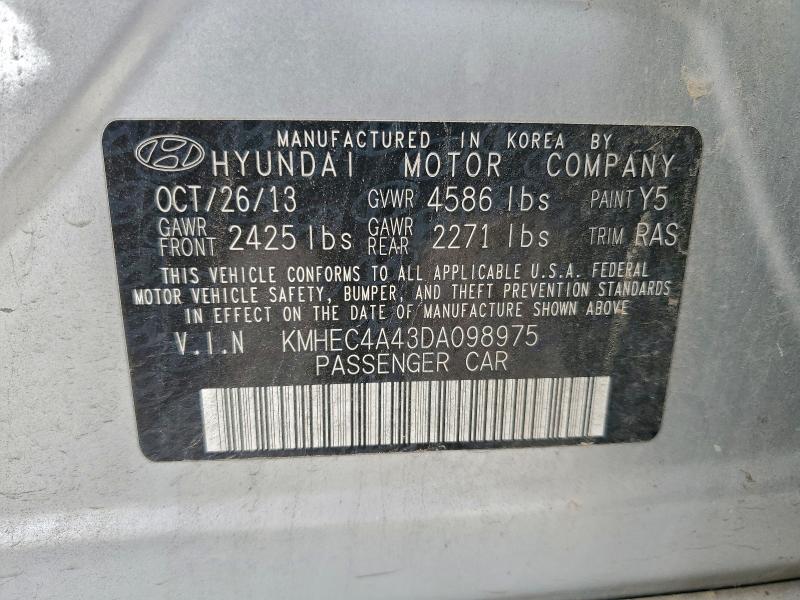 MANUFACTURED IN KOREA BY
HYUNDAI MOTOR COMPANY
OCT/26/13 GVWR 4586 lbs PAINT Y5
GAWR FRONT 2425 lbs GAWR REAR 2271 lbs TRIM RAS
THIS VEHICLE CONFORMS TO ALL APPLICABLE U.S.A. FEDERAL
MOTOR VEHICLE SAFETY, BUMPER, AND THEFT PREVENTION STANDARDS
IN EFFECT ON THE DATE OF MANUFACTURE SHOWN ABOVE
V.I.N KMHEC4A43DA098975
PASSENGER CAR